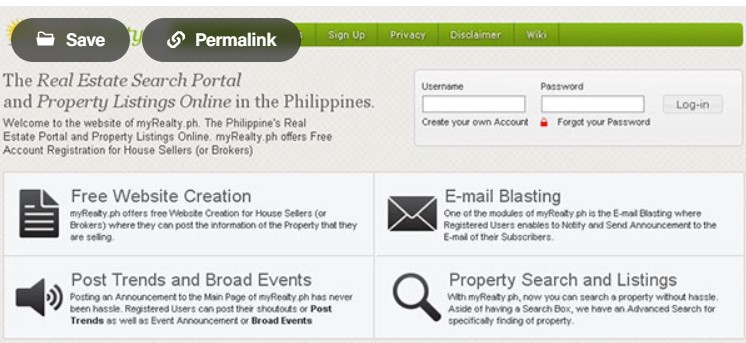 Save
Permalink
Sign Up
Privacy
Disclaimer
Wiki
The Real Estate Search Portal
and Property Listings Online in the Philippines.
Welcome to the website of myRealty.ph. The Philippine's Real
Estate Portal and Property Listings Online. myRealty.ph offers Free
Account Registration for House Sellers (or Brokers)
Username
Password
Log-in
Create your own Account
Forgot your Password
Free Website Creation
myRealty.ph offers free Website Creation for House Sellers (or
Brokers) where they can post the information of the Property that they
are selling.
E-mail Blasting
One of the modules of myRealty.ph is the E-mail Blasting where
Registered Users enables to Notify and Send Announcement to the
E-mail of their Subscribers.
Post Trends and Broad Events
Posting an Announcement to the Main Page of myRealty.ph has never
been hassle. Registered Users can post their shoutouts or Post
Trends as well as Event Announcement or Broad Events
Property Search and Listings
With myRealty.ph, now you can search a property without hassle.
Aside of having a Search Box, we have an Advanced Search for
specifically finding of property.